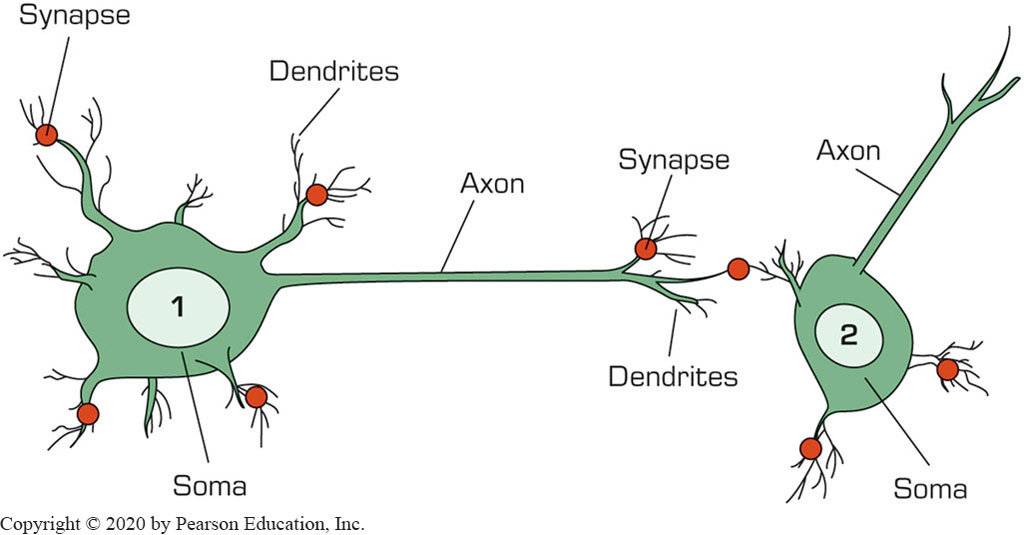 Synapse
Dendrites
Axon
Synapse
Axon
1
2
Dendrites
Soma
Soma
Copyright © 2020 by Pearson Education, Inc.